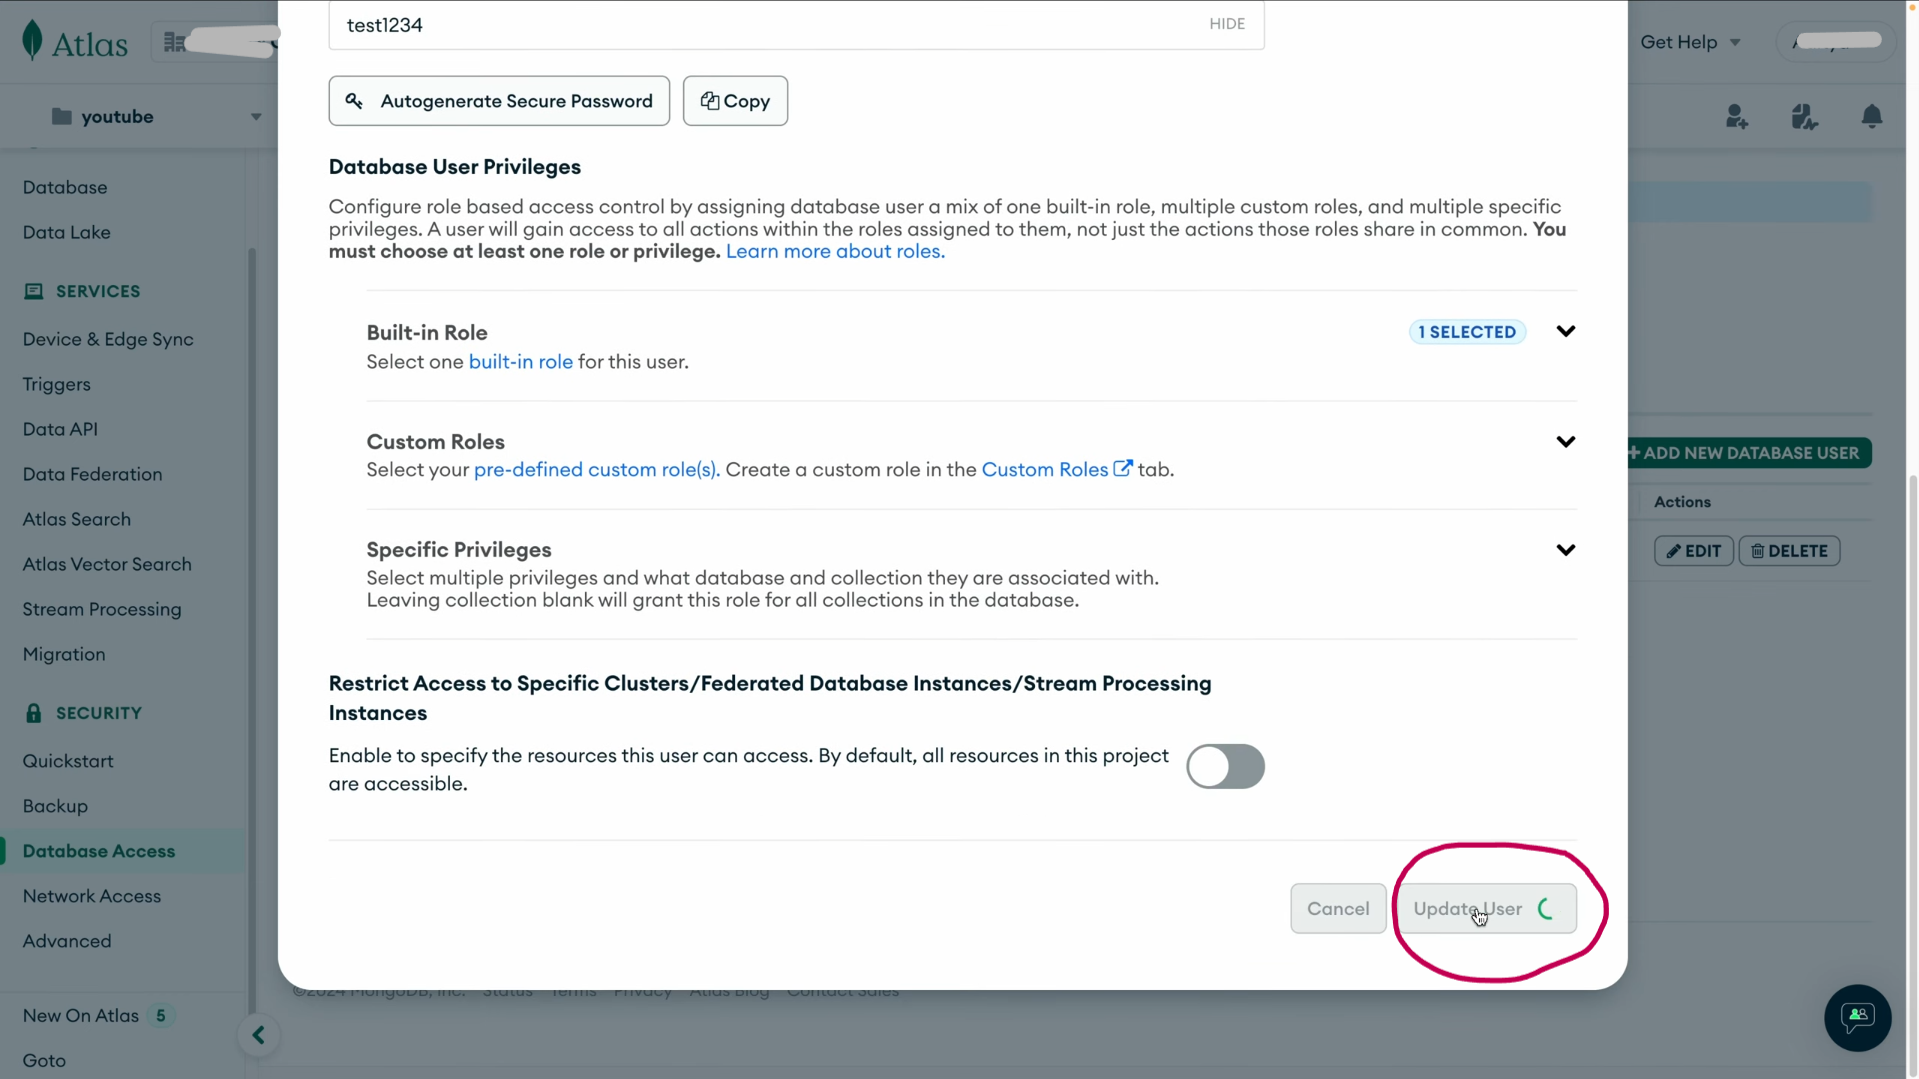 Atlas
Get Help
youtube
Database
Data Lake
SERVICES
Device & Edge Sync
Triggers
Data API
Data Federation
Atlas Search
Atlas Vector Search
Stream Processing
Migration
SECURITY
Quickstart
Backup
Database Access
Network Access
Advanced
New On Atlas 5
Goto
test1234 HIDE
Autogenerate Secure Password Copy
Database User Privileges
Configure role based access control by assigning database user a mix of one built-in role, multiple custom roles, and multiple specific
privileges. A user will gain access to all actions within the roles assigned to them, not just the actions those roles share in common. You
must choose at least one role or privilege. Learn more about roles.
Built-in Role 1 SELECTED
Select one built-in role for this user.
Custom Roles
Select your pre-defined custom role(s). Create a custom role in the Custom Roles tab.
Specific Privileges
Select multiple privileges and what database and collection they are associated with.
Leaving collection blank will grant this role for all collections in the database.
Restrict Access to Specific Clusters/Federated Database Instances/Stream Processing
Instances
Enable to specify the resources this user can access. By default, all resources in this project
are accessible.
Cancel Update User
+ ADD NEW DATABASE USER
Actions
EDIT DELETE
©2024 MongoDB, Inc. Status Terms Privacy Atlas Blog Contact Sales